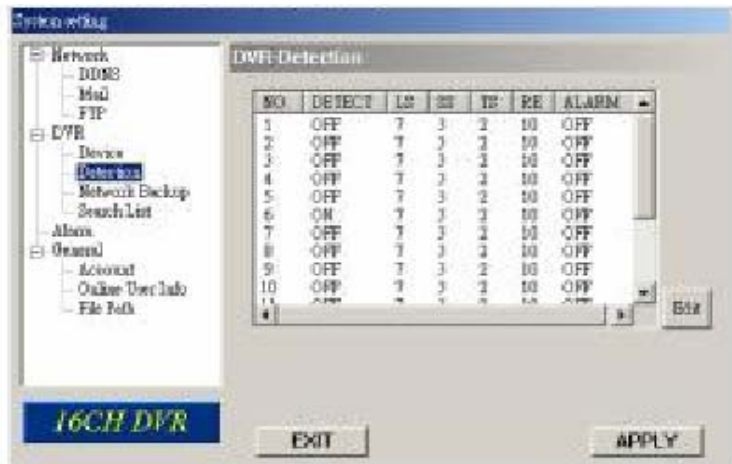 System setting
Network
DDNS
Mail
FTP
DVR
Device
Detection
Network Backup
Search List
Alarm
General
Account
Online User Info
File Path
16CH DVR
DVR-Detection
NO DETECT LS SS TS RE ALARM
1 OFF 7 3 2 10 OFF
2 OFF 7 3 2 10 OFF
3 OFF 7 3 2 10 OFF
4 OFF 7 3 2 10 OFF
5 OFF 7 3 2 10 OFF
6 ON 7 3 2 10 OFF
7 OFF 7 3 2 10 OFF
8 OFF 7 3 2 10 OFF
9 OFF 7 3 2 10 OFF
10 OFF 7 3 2 10 OFF
Edit
EXIT
APPLY